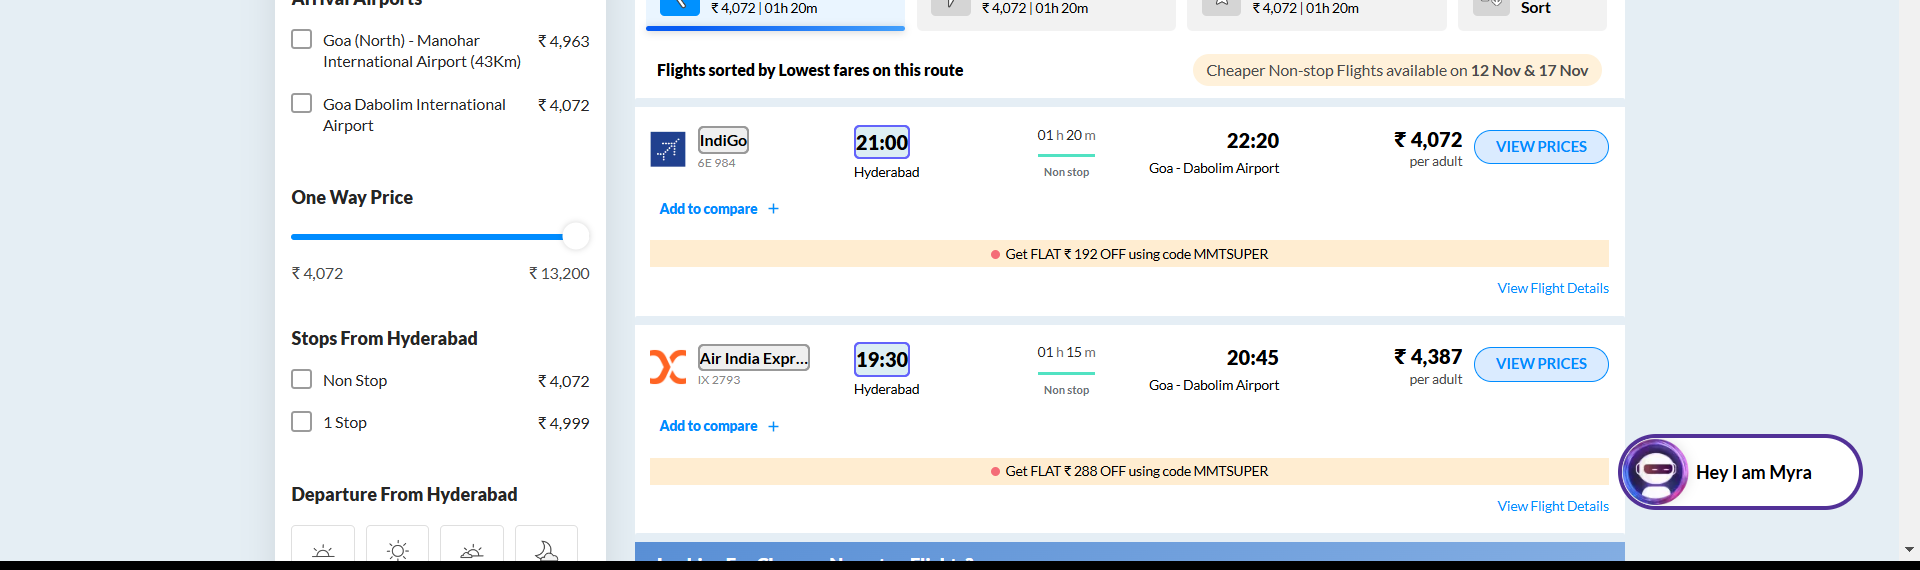 Arrival Airports
Goa (North) - Manohar ₹ 4,963
International Airport (43Km)
Goa Dabolim International ₹ 4,072
Airport
One Way Price
₹ 4,072 ₹ 13,200
Stops From Hyderabad
Non Stop ₹ 4,072
1 Stop ₹ 4,999
Departure From Hyderabad
₹ 4,072 | 01h 20m
₹ 4,072 | 01h 20m
₹ 4,072 | 01h 20m
Sort
Flights sorted by Lowest fares on this route
Cheaper Non-stop Flights available on 12 Nov & 17 Nov
IndiGo
6E 984
21:00
Hyderabad
01 h 20 m
Non stop
22:20
Goa - Dabolim Airport
₹ 4,072
per adult
VIEW PRICES
Add to compare +
Get FLAT ₹ 192 OFF using code MMTSUPER
View Flight Details
Air India Expr...
IX 2793
19:30
Hyderabad
01 h 15 m
Non stop
20:45
Goa - Dabolim Airport
₹ 4,387
per adult
VIEW PRICES
Add to compare +
Get FLAT ₹ 288 OFF using code MMTSUPER
View Flight Details
Hey I am Myra